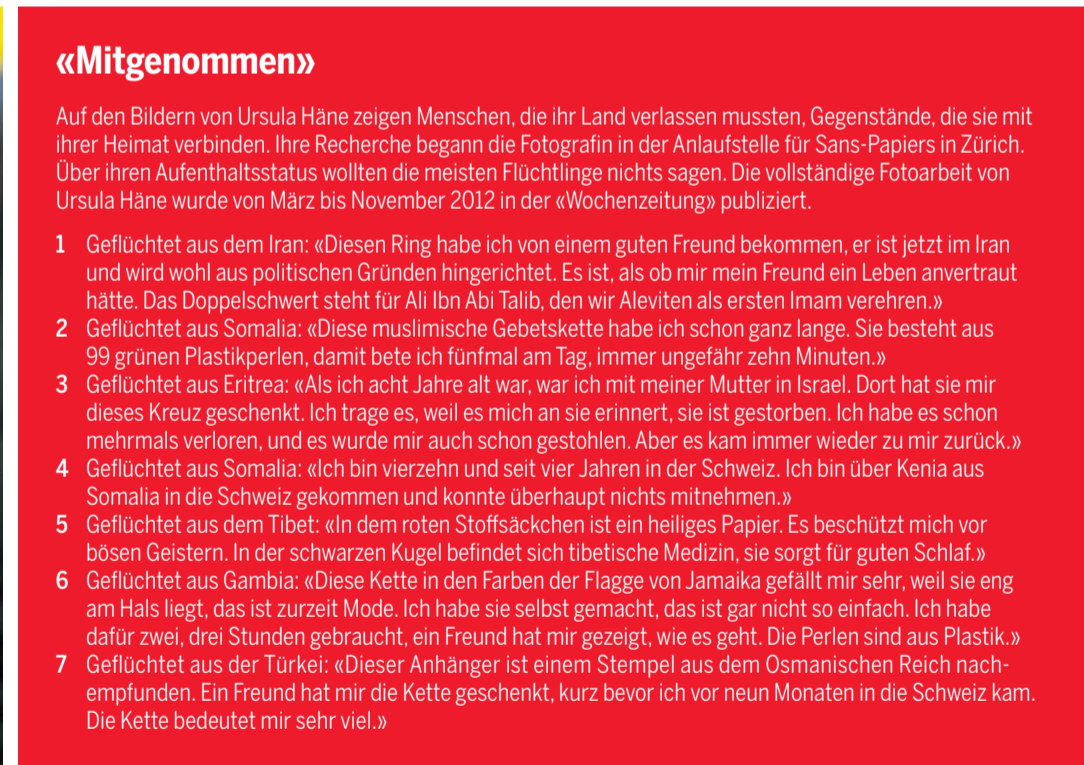 «Mitgenommen»
Auf den Bildern von Ursula Häne zeigen Menschen, die ihr Land verlassen mussten, Gegenstände, die sie mit
ihrer Heimat verbinden. Ihre Recherche begann die Fotografin in der Anlaufstelle für Sans-Papiers in Zürich.
Über ihren Aufenthaltsstatus wollten die meisten Flüchtlinge nichts sagen. Die vollständige Fotoarbeit von
Ursula Häne wurde von März bis November 2012 in der «Wochenzeitung» publiziert.
1 Geflüchtet aus dem Iran: «Diesen Ring habe ich von einem guten Freund bekommen, er ist jetzt im Iran
und wird wohl aus politischen Gründen hingerichtet. Es ist, als ob mir mein Freund ein Leben anvertraut
hätte. Das Doppelschwert steht für Ali Ibn Abi Talib, den wir Aleviten als ersten Imam verehren.»
2 Geflüchtet aus Somalia: «Diese muslimische Gebetskette habe ich schon ganz lange. Sie besteht aus
99 grünen Plastikperlen, damit bete ich fünfmal am Tag, immer ungefähr zehn Minuten.»
3 Geflüchtet aus Eritrea: «Als ich acht Jahre alt war, war ich mit meiner Mutter in Israel. Dort hat sie mir
dieses Kreuz geschenkt. Ich trage es, weil es mich an sie erinnert, sie ist gestorben. Ich habe es schon
mehrmals verloren, und es wurde mir auch schon gestohlen. Aber es kam immer wieder zu mir zurück.»
4 Geflüchtet aus Somalia: «Ich bin vierzehn und seit vier Jahren in der Schweiz. Ich bin über Kenia aus
Somalia in die Schweiz gekommen und konnte überhaupt nichts mitnehmen.»
5 Geflüchtet aus dem Tibet: «In dem roten Stoffsäckchen ist ein heiliges Papier. Es beschützt mich vor
bösen Geistern. In der schwarzen Kugel befindet sich tibetische Medizin, sie sorgt für guten Schlaf.»
6 Geflüchtet aus Gambia: «Diese Kette in den Farben der Flagge von Jamaika gefällt mir sehr, weil sie eng
am Hals liegt, das ist zurzeit Mode. Ich habe sie selbst gemacht, das ist gar nicht so einfach. Ich habe
dafür zwei, drei Stunden gebraucht, ein Freund hat mir gezeigt, wie es geht. Die Perlen sind aus Plastik.»
7 Geflüchtet aus der Türkei: «Dieser Anhänger ist einem Stempel aus dem Osmanischen Reich nach-
empfunden. Ein Freund hat mir die Kette geschenkt, kurz bevor ich vor neun Monaten in die Schweiz kam.
Die Kette bedeutet mir sehr viel.»